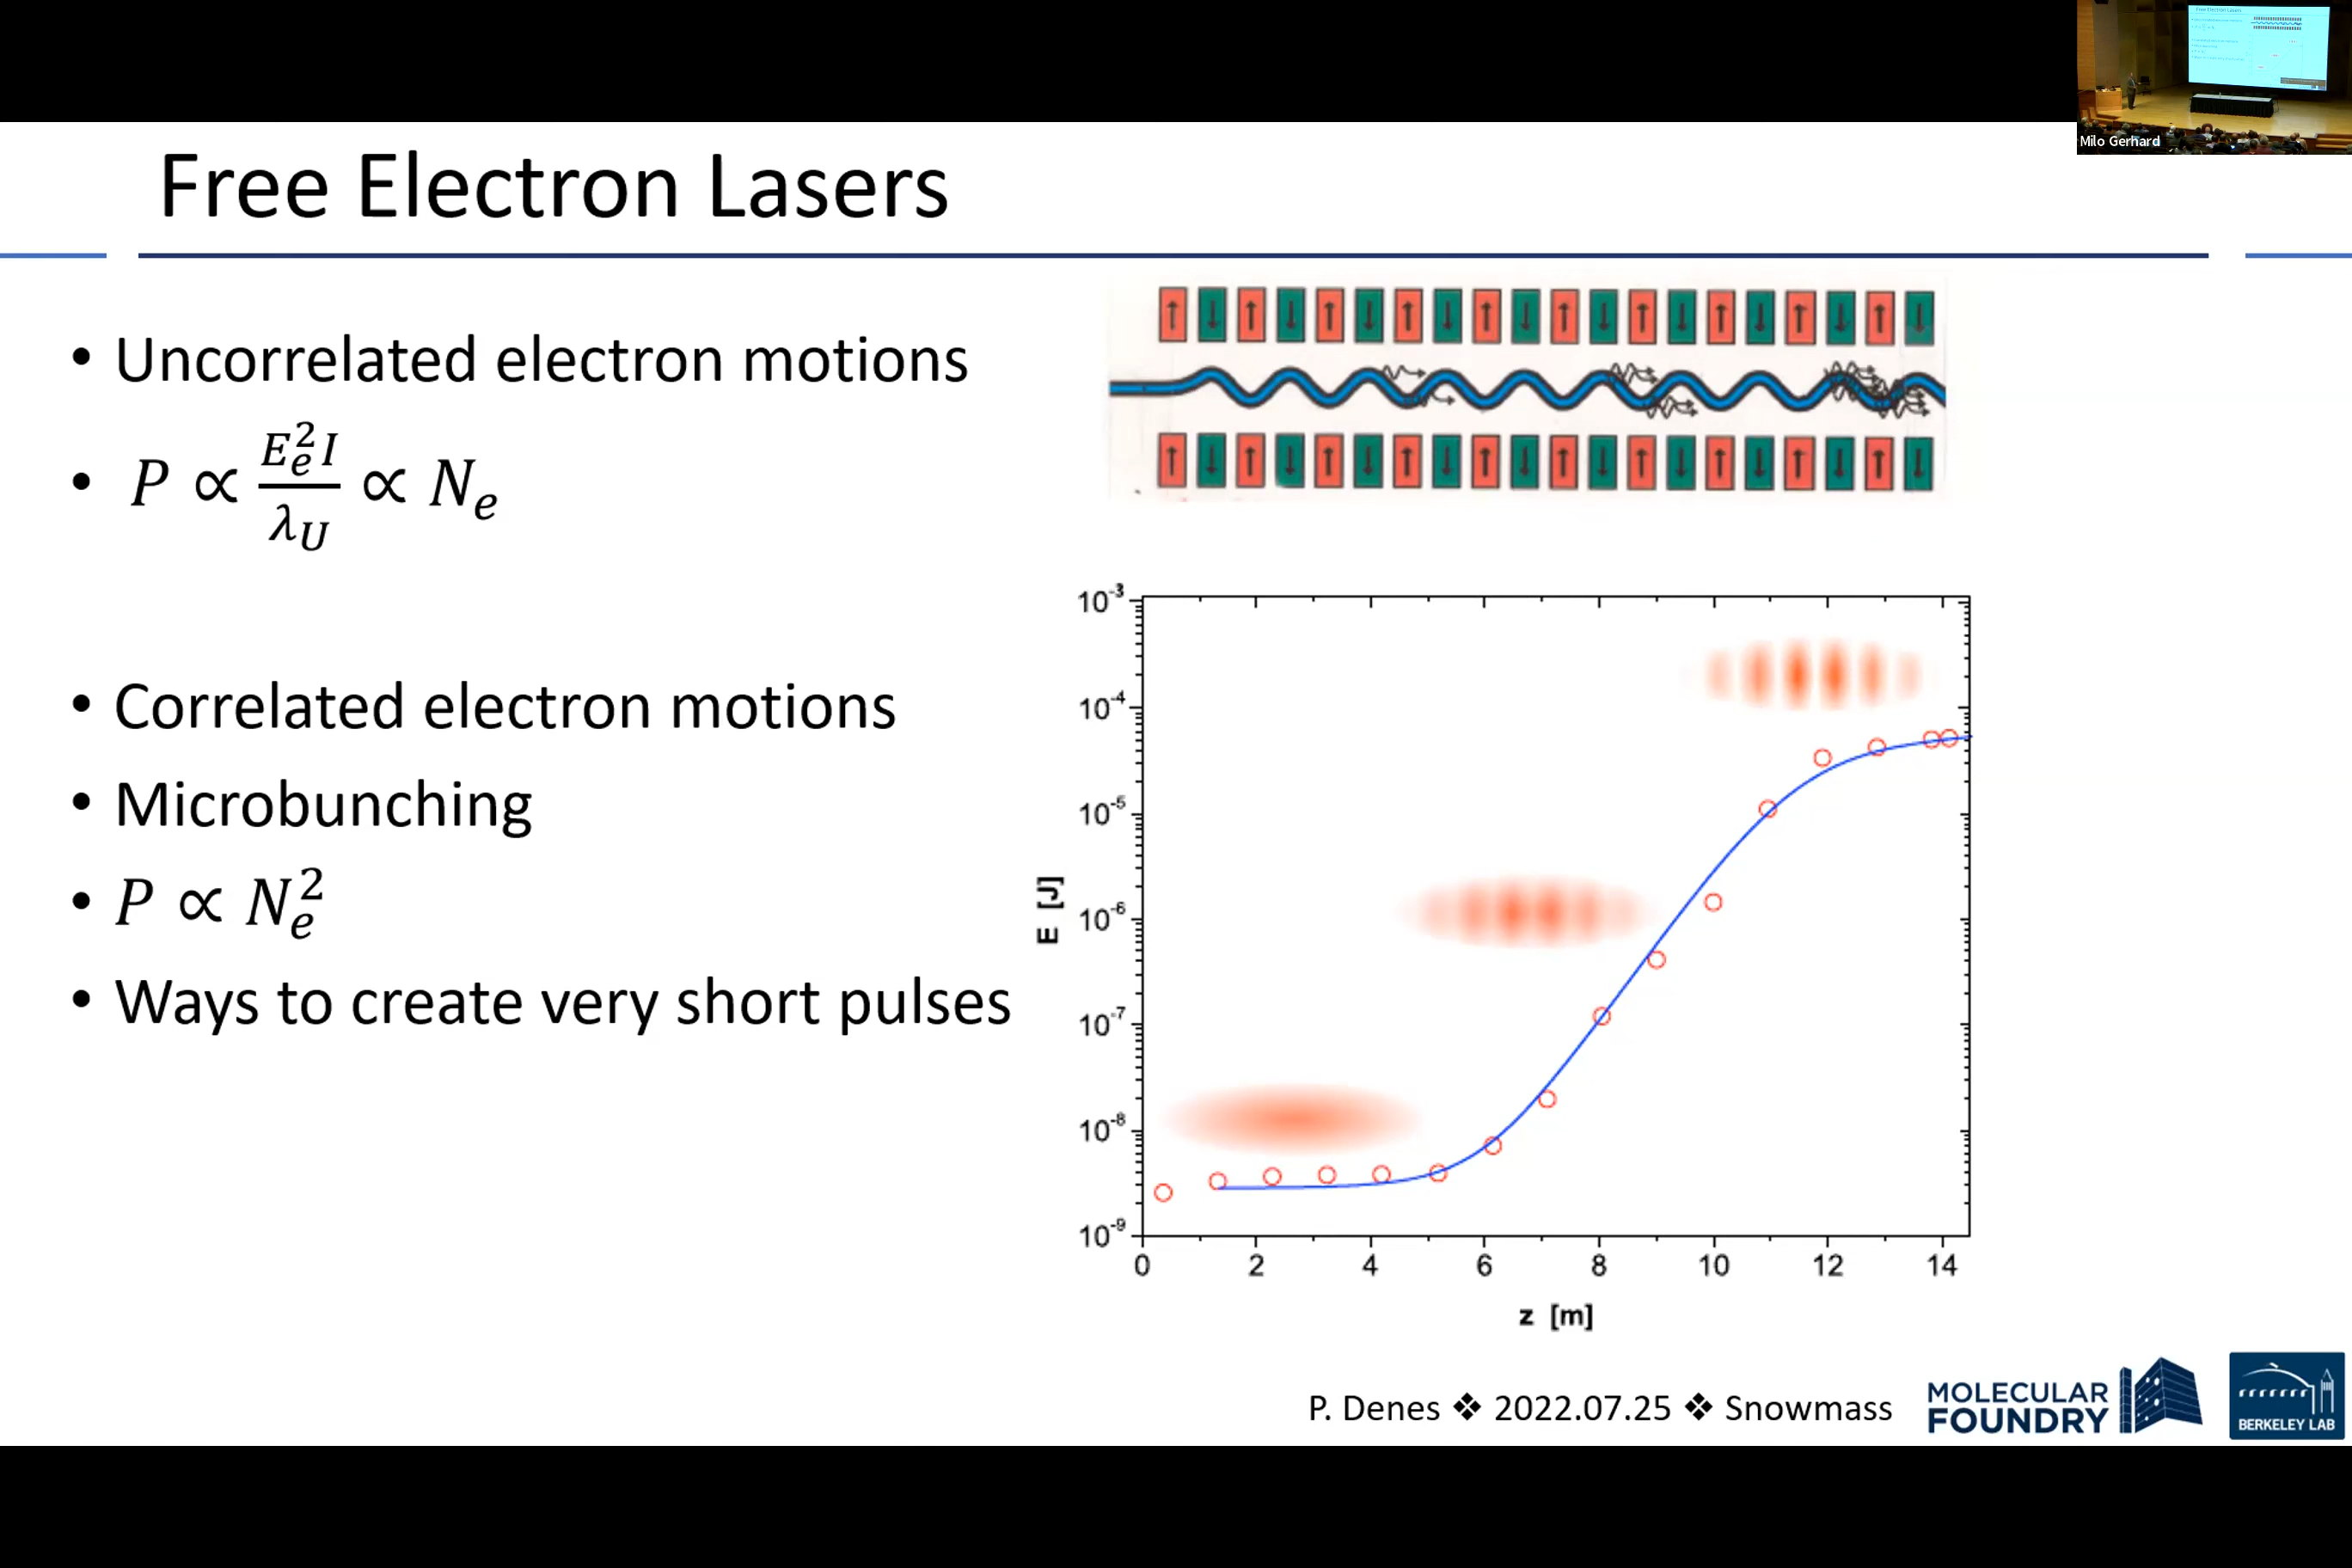 Milo Gerhard
Free Electron Lasers
• Uncorrelated electron motions
• P ∝ E_e^2 I / λ_U ∝ N_e
• Correlated electron motions
• Microbunching
• P ∝ N_e^2
• Ways to create very short pulses
10^-3
10^-4
10^-5
10^-6
10^-7
10^-8
10^-9
E [J]
0 2 4 6 8 10 12 14
z [m]
P. Denes ❖ 2022.07.25 ❖ Snowmass
MOLECULAR
FOUNDRY
BERKELEY LAB